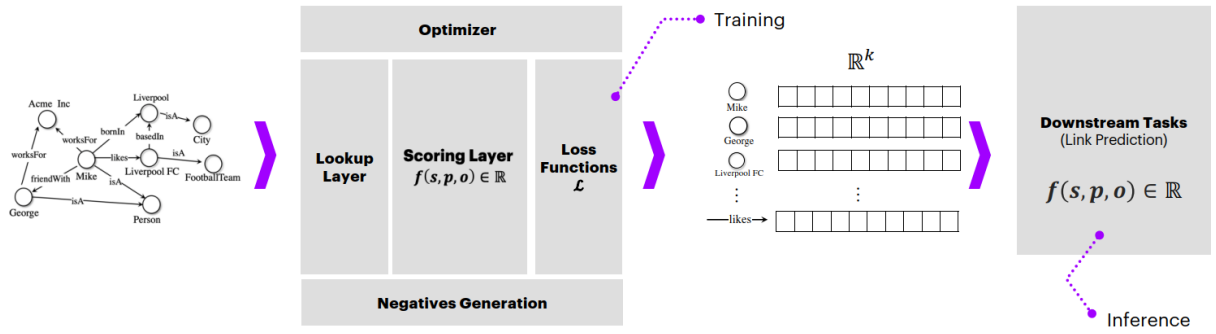 Optimizer
Training
Acme Inc
Liverpool
isA
City
bornIn
basedIn
worksFor
worksFor
likes
isA
Mike
Liverpool FC
FootballTeam
friendWith
isA
George
isA
Person
Lookup
Layer
Scoring Layer
f(s, p, o) ∈ ℝ
Loss
Functions
ℒ
Negatives Generation
ℝᵏ
Mike
George
Liverpool FC
⋮
⋮
likes
Downstream Tasks
(Link Prediction)
f(s, p, o) ∈ ℝ
Inference